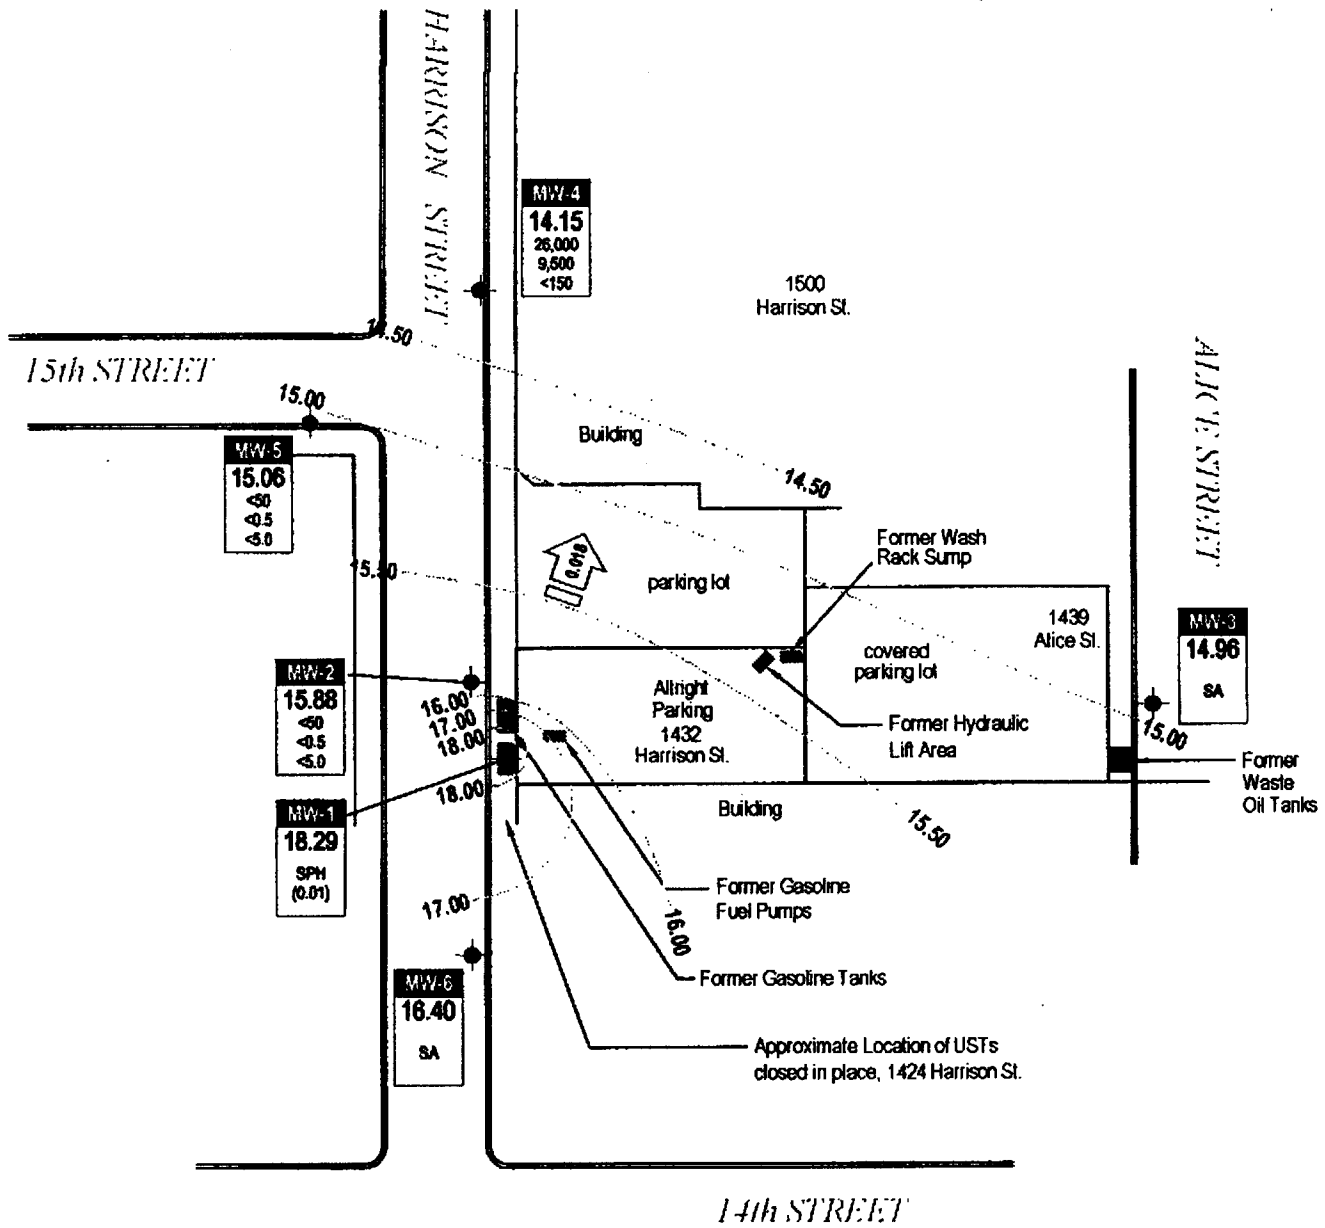 HARRISON STREET
MW-4
14.15
26,000
9,500
<150
1500
Harrison St.
14.50
15th STREET
ALICE STREET
15.00
Building
MW-5
15.06
<50
<0.5
<5.0
14.50
Former Wash
Rack Sump
0.018
15.50
parking lot
1439
Alice St.
MW-3
14.96
SA
covered
parking lot
MW-2
15.88
<50
<0.5
<5.0
16.00
17.00
18.00
Allright
Parking
1432
Harrison St.
Former Hydraulic
Lift Area
15.00
Former
Waste
Oil Tanks
18.00
MW-1
18.29
SPH
(0.01)
Building
15.50
17.00
Former Gasoline
Fuel Pumps
16.00
Former Gasoline Tanks
MW-6
16.40
SA
Approximate Location of USTs
closed in place, 1424 Harrison St.
14th STREET